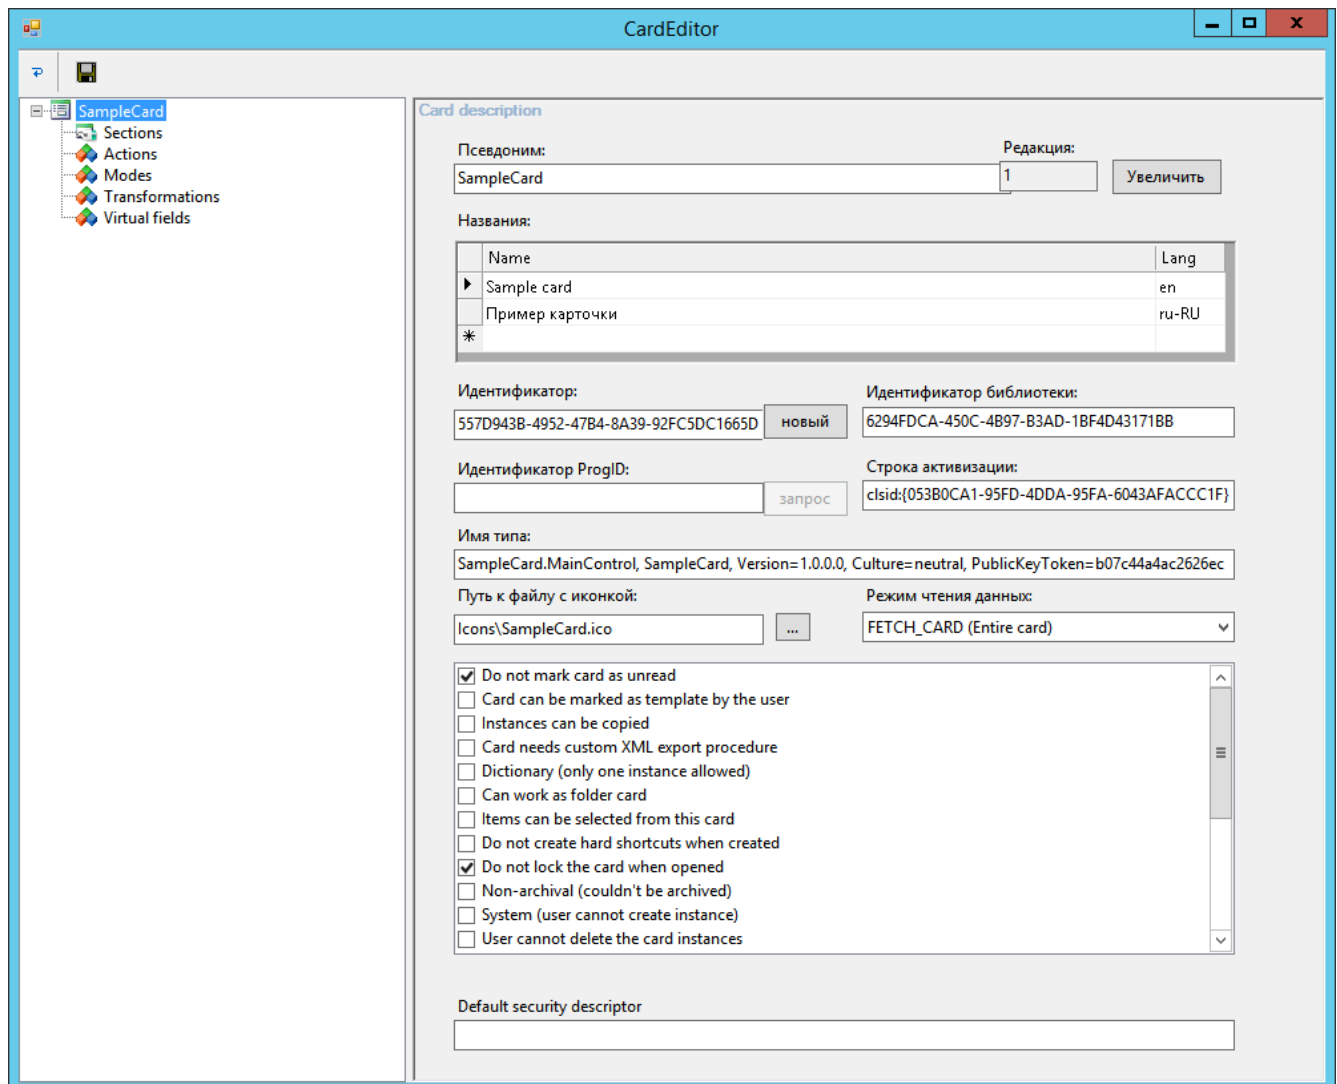 CardEditor
SampleCard
Sections
Actions
Modes
Transformations
Virtual fields
Card description
Псевдоним:
Редакция:
SampleCard
1
Увеличить
Названия:
Name Lang
Sample card en
Пример карточки ru-RU
Идентификатор:
Идентификатор библиотеки:
557D943B-4952-47B4-8A39-92FC5DC1665D
новый
6294FDCA-450C-4B97-B3AD-1BF4D43171BB
Идентификатор ProgID:
Строка активизации:
запрос
clsid:{053B0CA1-95FD-4DDA-95FA-6043AFACCC1F}
Имя типа:
SampleCard.MainControl, SampleCard, Version=1.0.0.0, Culture=neutral, PublicKeyToken=b07c44a4ac2626ec
Путь к файлу с иконкой:
Режим чтения данных:
Icons\SampleCard.ico
...
FETCH_CARD (Entire card)
Do not mark card as unread
Card can be marked as template by the user
Instances can be copied
Card needs custom XML export procedure
Dictionary (only one instance allowed)
Can work as folder card
Items can be selected from this card
Do not create hard shortcuts when created
Do not lock the card when opened
Non-archival (couldn't be archived)
System (user cannot create instance)
User cannot delete the card instances
Default security descriptor